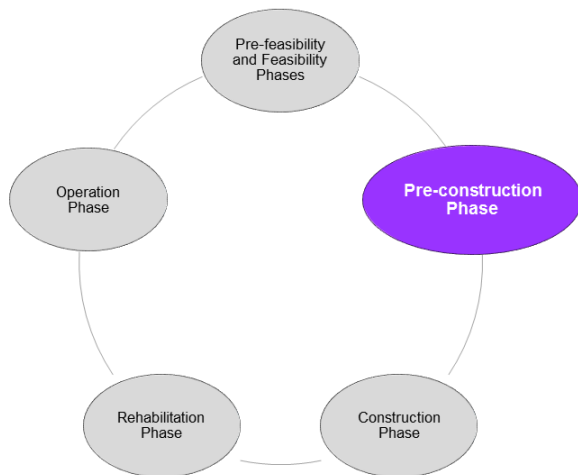 Pre-feasibility
and Feasibility
Phases
Pre-construction
Phase
Construction
Phase
Rehabilitation
Phase
Operation
Phase